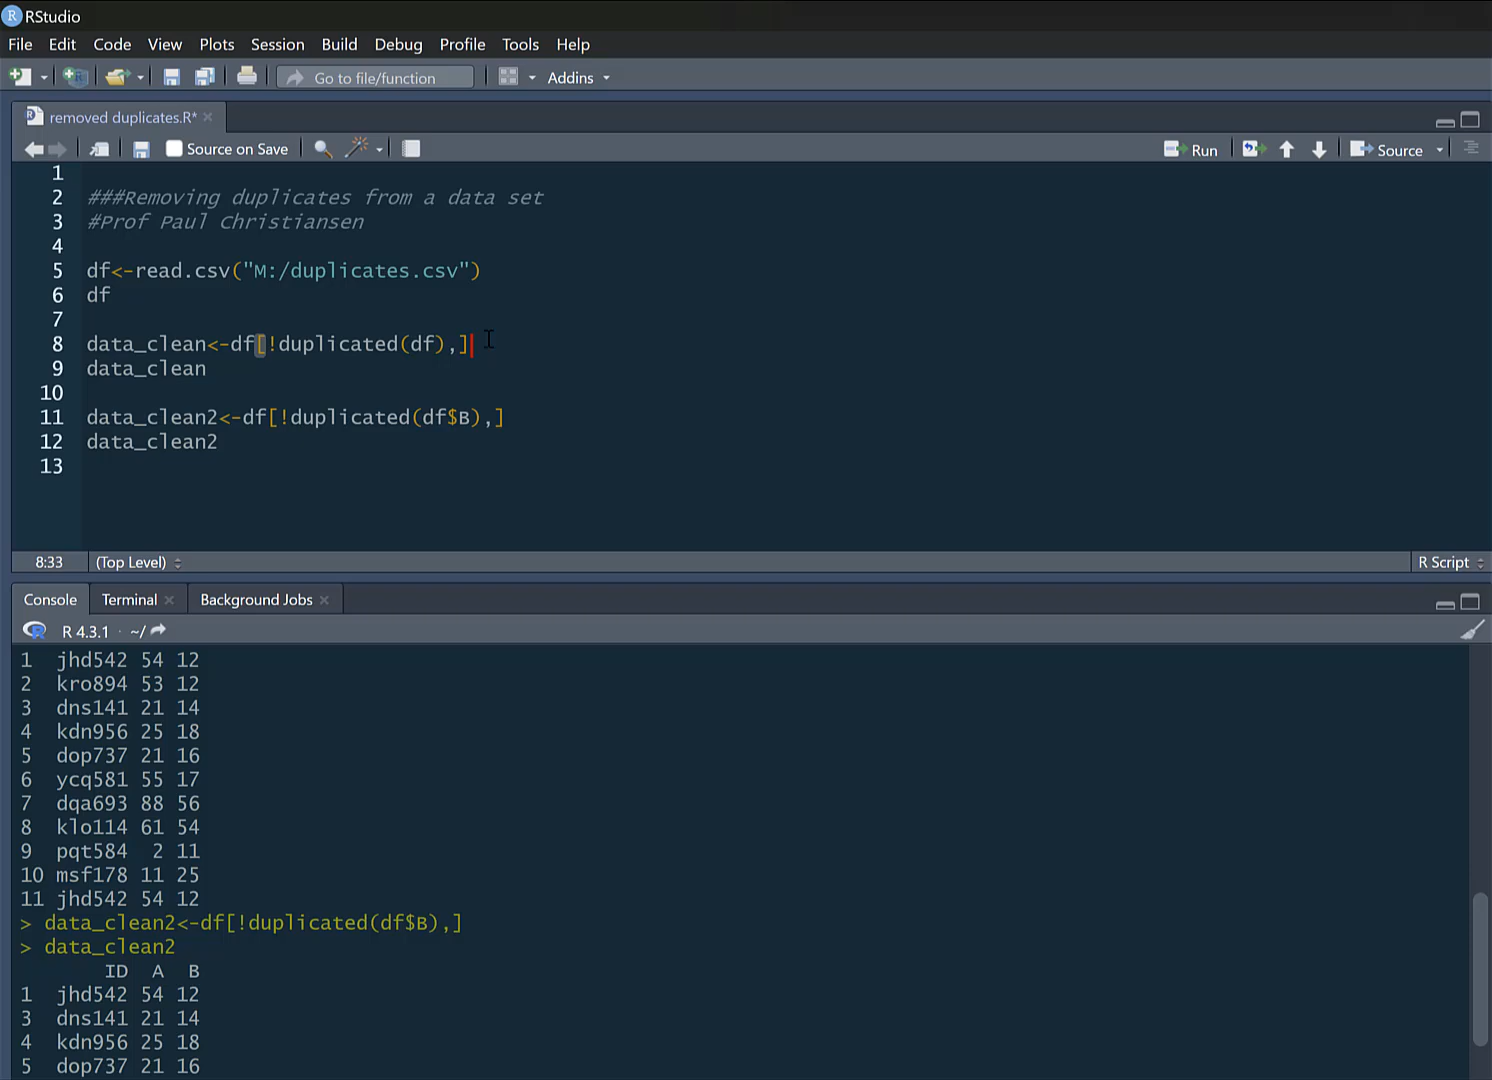 RStudio
File Edit Code View Plots Session Build Debug Profile Tools Help
Go to file/function Addins
removed duplicates.R*
Source on Save Run Source
1
2 ###Removing duplicates from a data set
3 #Prof Paul Christiansen
4
5 df<-read.csv("M:/duplicates.csv")
6 df
7
8 data_clean<-df[!duplicated(df),]
9 data_clean
10
11 data_clean2<-df[!duplicated(df$B),]
12 data_clean2
13
8:33 (Top Level) R Script
Console Terminal Background Jobs
R 4.3.1 · ~/
1 jhd542 54 12
2 kro894 53 12
3 dns141 21 14
4 kdn956 25 18
5 dop737 21 16
6 ycq581 55 17
7 dqa693 88 56
8 klo114 61 54
9 pqt584 2 11
10 msf178 11 25
11 jhd542 54 12
> data_clean2<-df[!duplicated(df$B),]
> data_clean2
ID A B
1 jhd542 54 12
3 dns141 21 14
4 kdn956 25 18
5 dop737 21 16